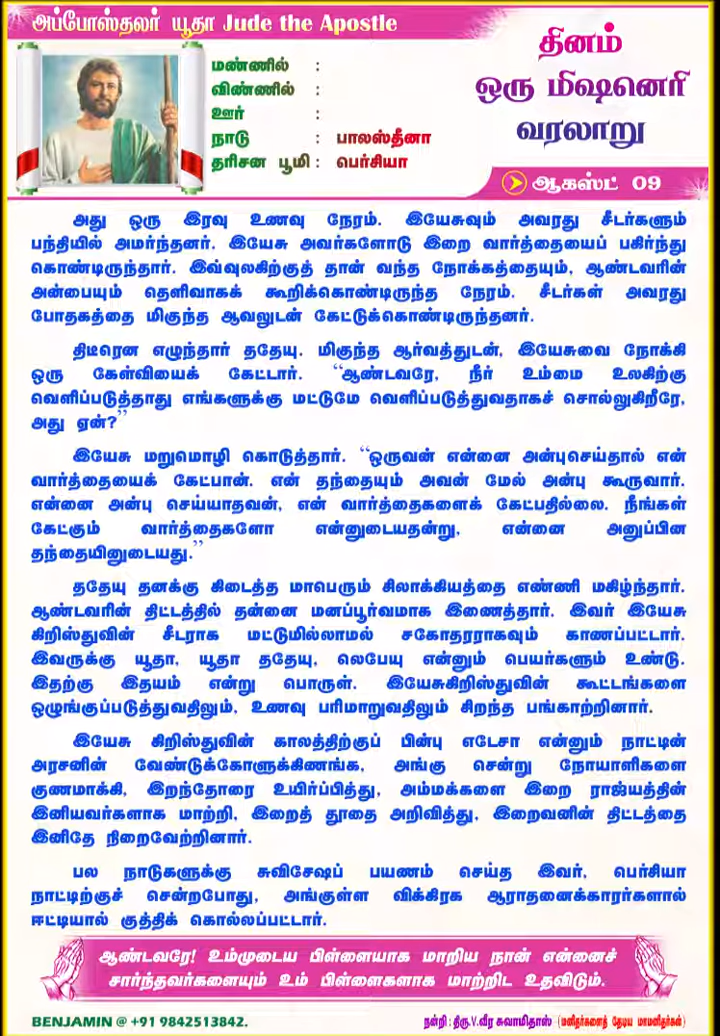 அப்போஸ்தலர் யூதா Jude the Apostle
மண்ணில் :
விண்ணில் :
ஊர் :
நாடு : பாலஸ்தீனா
தரிசன பூமி : பெர்சியா
தினம்
ஒரு மிஷனெரி
வரலாறு
ஆகஸ்ட் 09
அது ஒரு இரவு உணவு நேரம். இயேசுவும் அவரது சீடர்களும்
பந்தியில் அமர்ந்தனர். இயேசு அவர்களோடு இறை வார்த்தையைப் பகிர்ந்து
கொண்டிருந்தார். இவ்வுலகிற்குத் தான் வந்த நோக்கத்தையும், ஆண்டவரின்
அன்பையும் தெளிவாகக் கூறிக்கொண்டிருந்த நேரம். சீடர்கள் அவரது
போதகத்தை மிகுந்த ஆவலுடன் கேட்டுக்கொண்டிருந்தனர்.
திடீரென எழுந்தார் ததேயு. மிகுந்த ஆர்வத்துடன், இயேசுவை நோக்கி
ஒரு கேள்வியைக் கேட்டார். “ஆண்டவரே, நீர் உம்மை உலகிற்கு
வெளிப்படுத்தாது எங்களுக்கு மட்டுமே வெளிப்படுத்துவதாகச் சொல்லுகிறீரே,
அது ஏன்?”
இயேசு மறுமொழி கொடுத்தார். “ஒருவன் என்னை அன்புசெய்தால் என்
வார்த்தையைக் கேட்பான். என் தந்தையும் அவன் மேல் அன்பு கூருவார்.
என்னை அன்பு செய்யாதவன், என் வார்த்தைகளைக் கேட்பதில்லை. நீங்கள்
கேட்கும் வார்த்தைகளோ என்னுடையதன்று, என்னை அனுப்பின
தந்தையினுடையது.”
ததேயு தனக்கு கிடைத்த மாபெரும் சிலாக்கியத்தை எண்ணி மகிழ்ந்தார்.
ஆண்டவரின் திட்டத்தில் தன்னை மனப்பூர்வமாக இணைத்தார். இவர் இயேசு
கிறிஸ்துவின் சீடராக மட்டுமில்லாமல் சகோதரராகவும் காணப்பட்டார்.
இவருக்கு யூதா, யூதா ததேயு, லெபேயு என்னும் பெயர்களும் உண்டு.
இதற்கு இதயம் என்று பொருள். இயேசுகிறிஸ்துவின் கூட்டங்களை
ஒழுங்குப்படுத்துவதிலும், உணவு பரிமாறுவதிலும் சிறந்த பங்காற்றினார்.
இயேசு கிறிஸ்துவின் காலத்திற்குப் பின்பு எடேசா என்னும் நாட்டின்
அரசனின் வேண்டுக்கோளுக்கிணங்க, அங்கு சென்று நோயாளிகளை
குணமாக்கி, இறந்தோரை உயிர்ப்பித்து, அம்மக்களை இறை ராஜ்யத்தின்
இனியவர்களாக மாற்றி, இறைத் தூதை அறிவித்து, இறைவனின் திட்டத்தை
இனிதே நிறைவேற்றினார்.
பல நாடுகளுக்கு சுவிசேஷப் பயணம் செய்த இவர், பெர்சியா
நாட்டிற்குச் சென்றபோது, அங்குள்ள விக்கிரக ஆராதனைக்காரர்களால்
ஈட்டியால் குத்திக் கொல்லப்பட்டார்.
ஆண்டவரே! உம்முடைய பிள்ளையாக மாறிய நான் என்னைச்
சார்ந்தவர்களையும் உம் பிள்ளைகளாக மாற்றிட உதவிடும்.
BENJAMIN @ +91 9842513842. நன்றி : திரு.V.வீர சுவாமிதாஸ் (மனிதர்களைத் தேடிய மாமனிதர்கள்)